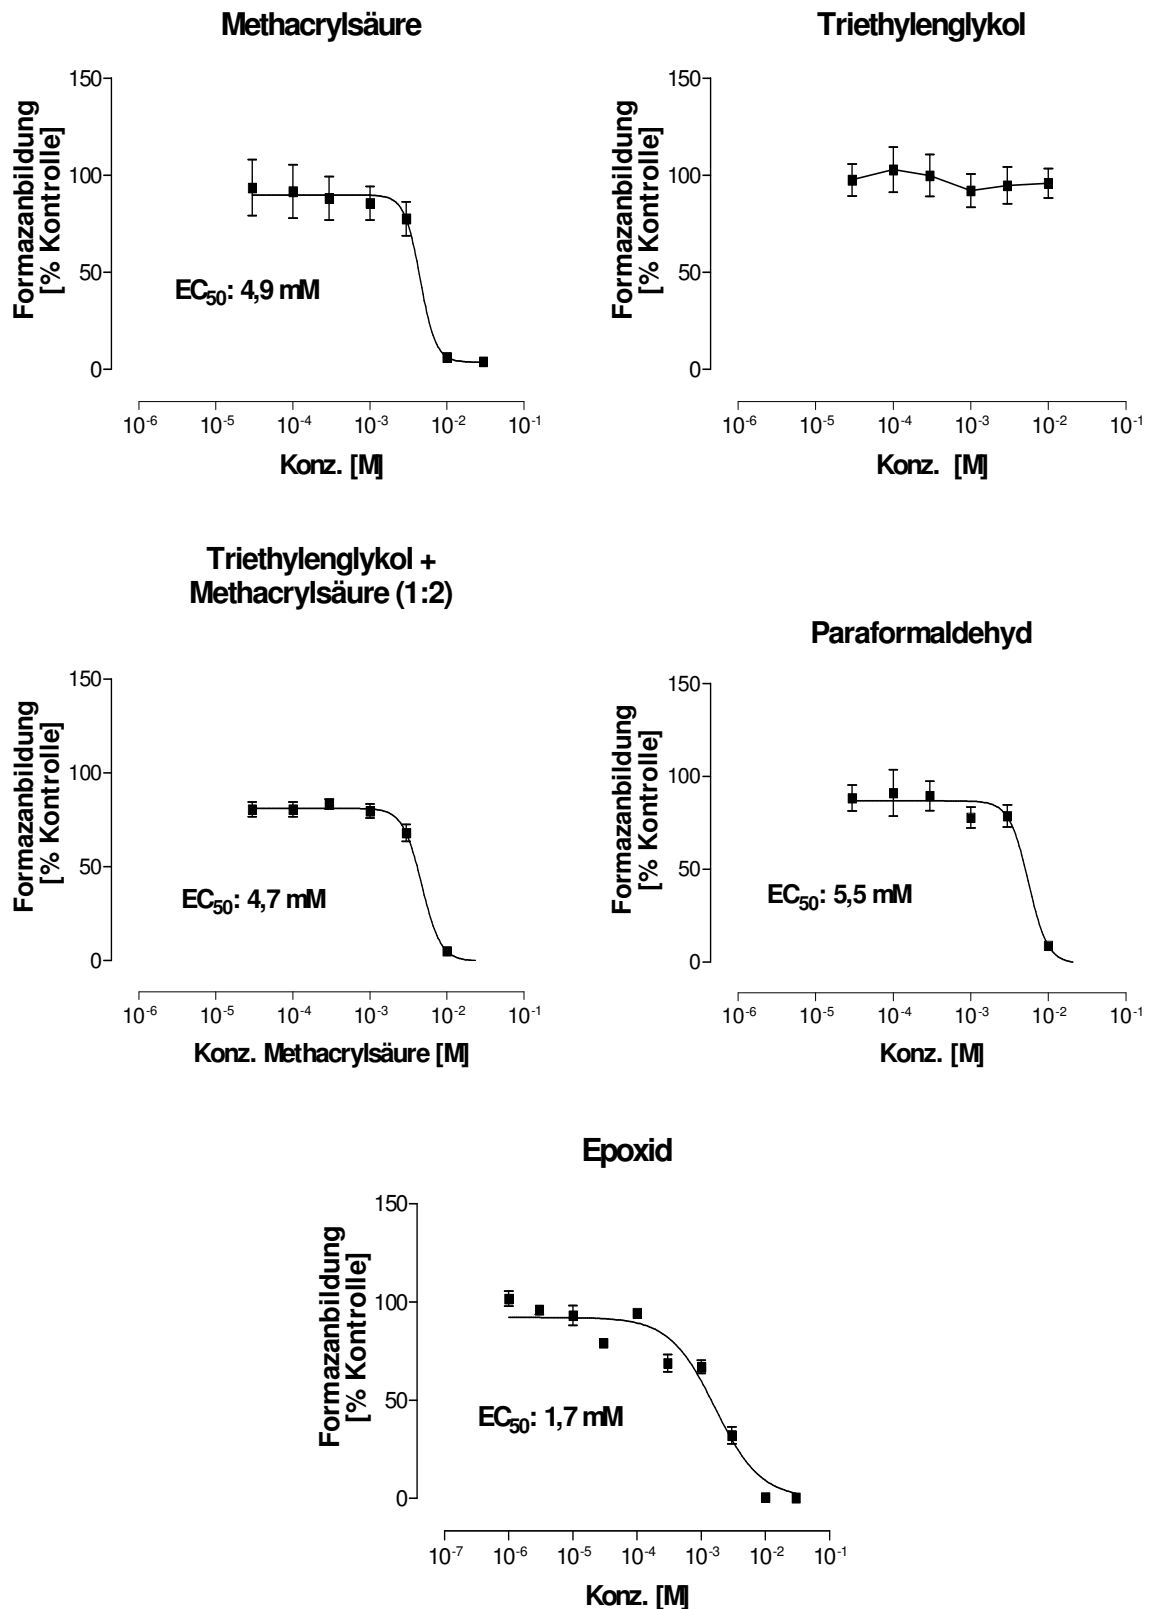 Methacrylsäure
150
100
50
0
Formazanbildung
[% Kontrolle]
EC50: 4,9 mM
10-6 10-5 10-4 10-3 10-2 10-1
Konz. [M]
Triethylenglykol
150
100
50
0
Formazanbildung
[% Kontrolle]
10-6 10-5 10-4 10-3 10-2 10-1
Konz. [M]
Triethylenglykol +
Methacrylsäure (1:2)
150
100
50
0
Formazanbildung
[% Kontrolle]
EC50: 4,7 mM
10-6 10-5 10-4 10-3 10-2 10-1
Konz. Methacrylsäure [M]
Paraformaldehyd
150
100
50
0
Formazanbildung
[% Kontrolle]
EC50: 5,5 mM
10-6 10-5 10-4 10-3 10-2 10-1
Konz. [M]
Epoxid
150
100
50
0
Formazanbildung
[% Kontrolle]
EC50: 1,7 mM
10-7 10-6 10-5 10-4 10-3 10-2 10-1
Konz. [M]